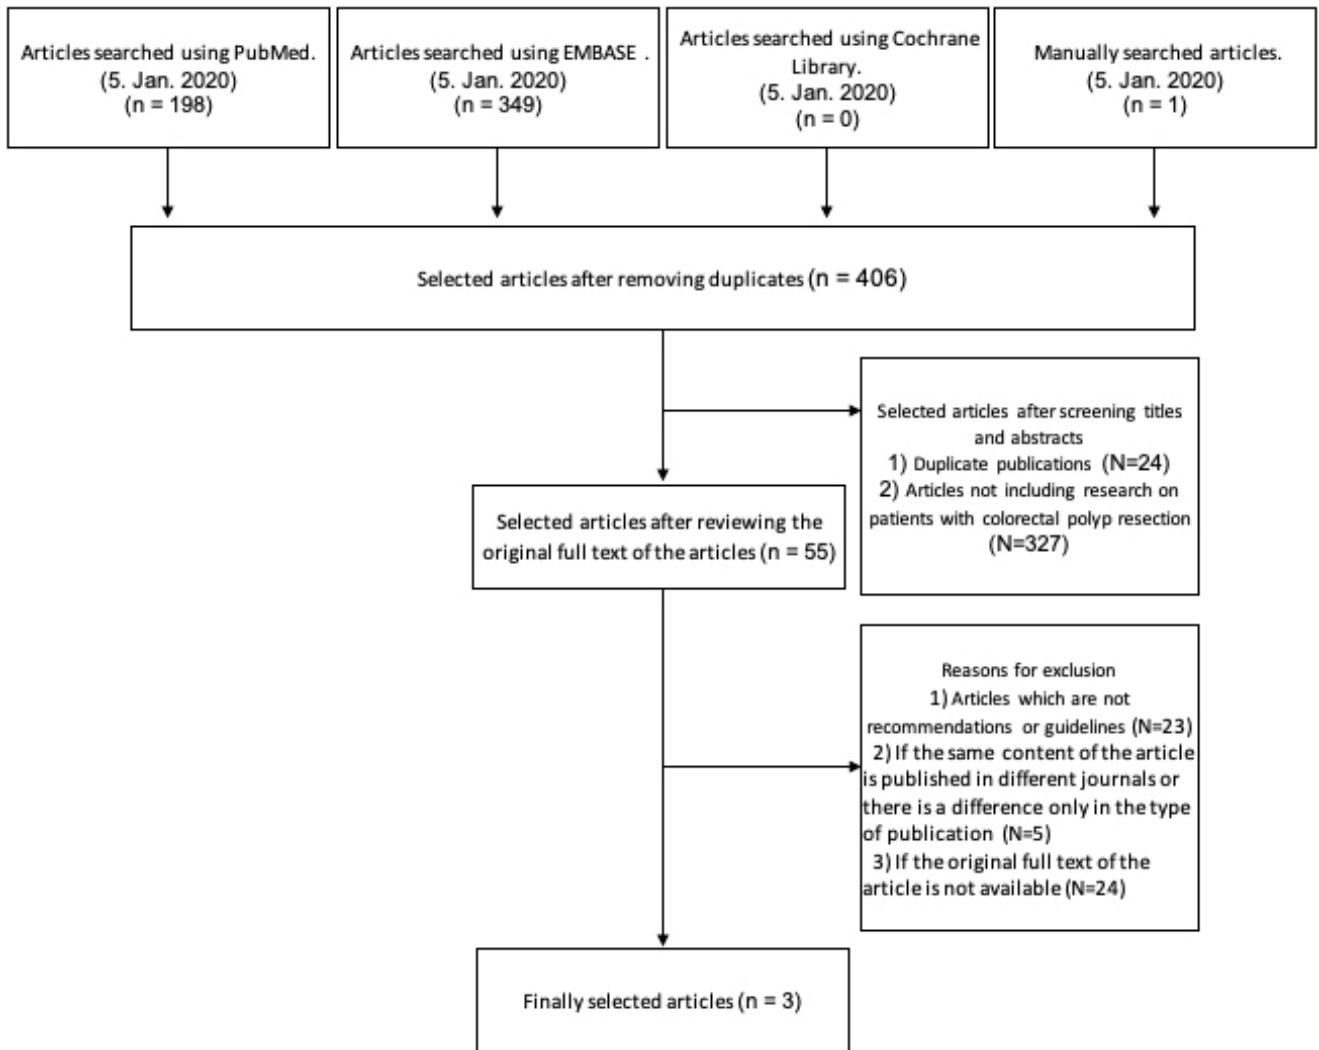 Articles searched using PubMed.
(5. Jan. 2020)
(n = 198)
Articles searched using EMBASE .
(5. Jan. 2020)
(n = 349)
Articles searched using Cochrane
Library.
(5. Jan. 2020)
(n = 0)
Manually searched articles.
(5. Jan. 2020)
(n = 1)
Selected articles after removing duplicates (n = 406)
Selected articles after screening titles
and abstracts
1) Duplicate publications (N=24)
2) Articles not including research on
patients with colorectal polyp resection
(N=327)
Selected articles after reviewing the
original full text of the articles (n = 55)
Reasons for exclusion
1) Articles which are not
recommendations or guidelines (N=23)
2) If the same content of the article
is published in different journals or
there is a difference only in the type
of publication (N=5)
3) If the original full text of the
article is not available (N=24)
Finally selected articles (n = 3)